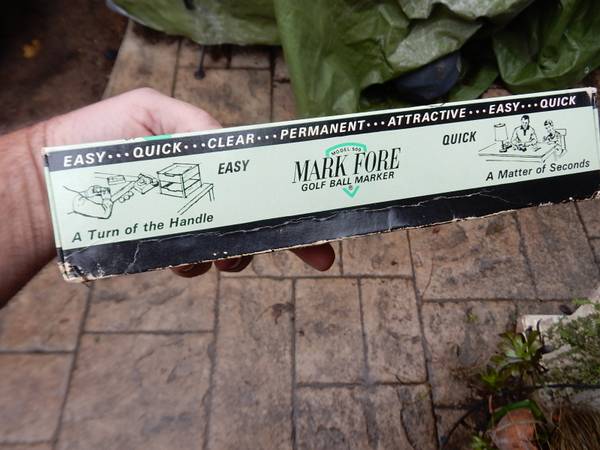 EASY•••QUICK•••CLEAR•••PERMANENT•••ATTRACTIVE•••EASY•••QUICK
EASY
A Turn of the Handle
MODEL 500
MARK FORE
GOLF BALL MARKER
QUICK
A Matter of Seconds